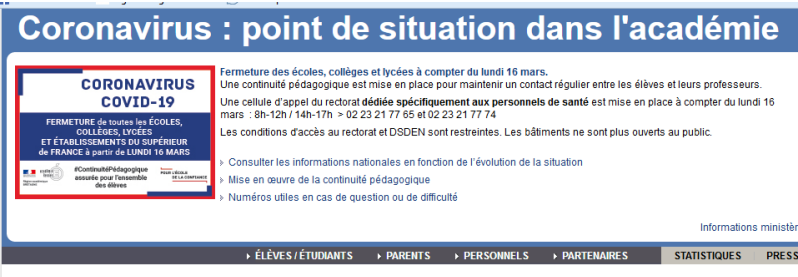 Coronavirus : point de situation dans l'académie
CORONAVIRUS
COVID-19
FERMETURE de toutes les ÉCOLES,
COLLÈGES, LYCÉES
ET ÉTABLISSEMENTS DU SUPÉRIEUR
de FRANCE à partir de LUNDI 16 MARS
#ContinuitéPédagogique
assurée pour l'ensemble
des élèves
POUR L'ÉCOLE
DE LA CONFIANCE
Fermeture des écoles, collèges et lycées à compter du lundi 16 mars.
Une continuité pédagogique est mise en place pour maintenir un contact régulier entre les élèves et leurs professeurs.
Une cellule d'appel du rectorat dédiée spécifiquement aux personnels de santé est mise en place à compter du lundi 16
mars : 8h-12h / 14h-17h > 02 23 21 77 65 et 02 23 21 77 74
Les conditions d'accès au rectorat et DSDEN sont restreintes. Les bâtiments ne sont plus ouverts au public.
Consulter les informations nationales en fonction de l'évolution de la situation
Mise en œuvre de la continuité pédagogique
Numéros utiles en cas de question ou de difficulté
Informations ministèr
ÉLÈVES / ÉTUDIANTS PARENTS PERSONNELS PARTENAIRES STATISTIQUES PRESS